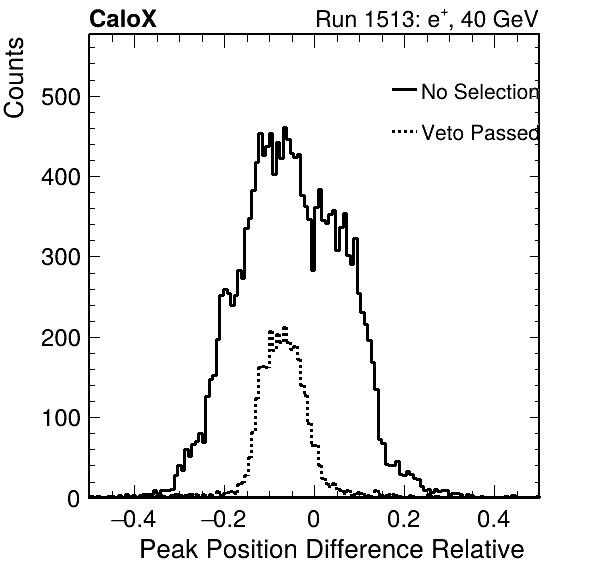 CaloX Run 1513: e+, 40 GeV
Counts
500
400
300
200
100
0
No Selection
Veto Passed
−0.4 −0.2 0 0.2 0.4
Peak Position Difference Relative